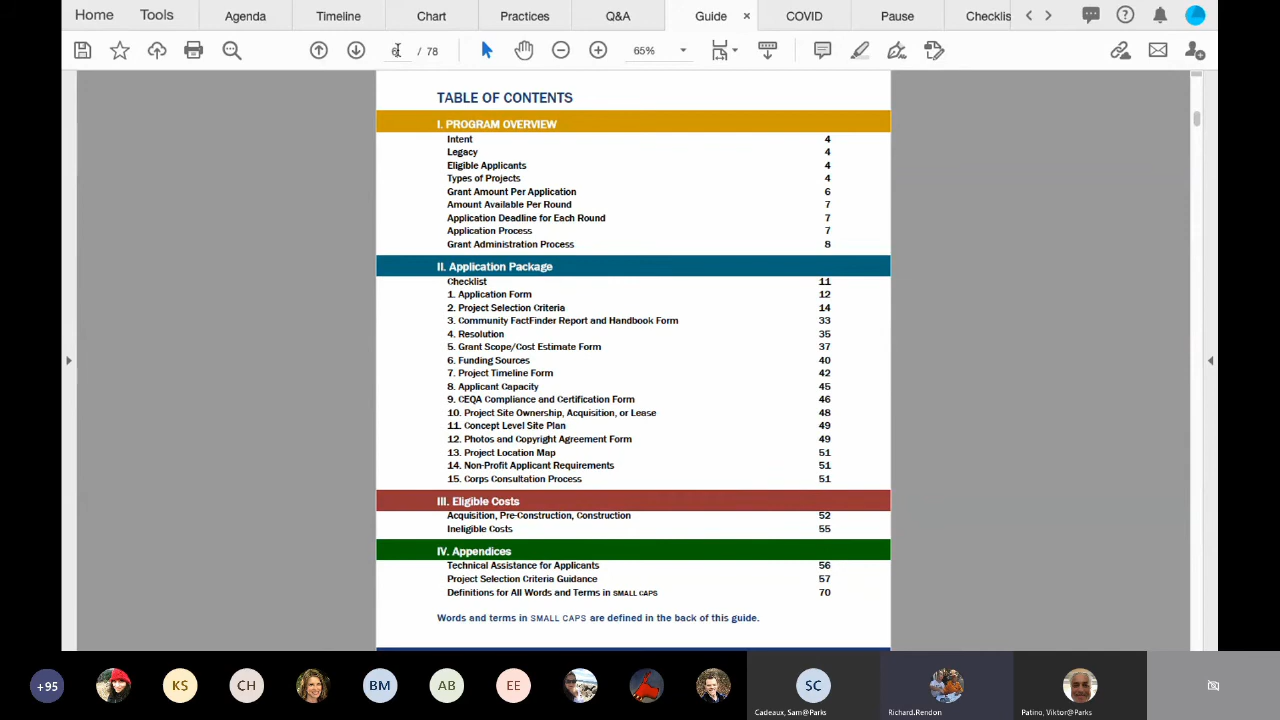 Home Tools Agenda Timeline Chart Practices Q&A Guide × COVID Pause Checklis
6 / 78 65%
TABLE OF CONTENTS
I. PROGRAM OVERVIEW
Intent 4
Legacy 4
Eligible Applicants 4
Types of Projects 4
Grant Amount Per Application 6
Amount Available Per Round 7
Application Deadline for Each Round 7
Application Process 7
Grant Administration Process 8
II. Application Package
Checklist 11
1. Application Form 12
2. Project Selection Criteria 14
3. Community FactFinder Report and Handbook Form 33
4. Resolution 35
5. Grant Scope/Cost Estimate Form 37
6. Funding Sources 40
7. Project Timeline Form 42
8. Applicant Capacity 45
9. CEQA Compliance and Certification Form 46
10. Project Site Ownership, Acquisition, or Lease 48
11. Concept Level Site Plan 49
12. Photos and Copyright Agreement Form 49
13. Project Location Map 51
14. Non-Profit Applicant Requirements 51
15. Corps Consultation Process 51
III. Eligible Costs
Acquisition, Pre-Construction, Construction 52
Ineligible Costs 55
IV. Appendices
Technical Assistance for Applicants 56
Project Selection Criteria Guidance 57
Definitions for All Words and Terms in SMALL CAPS 70
Words and terms in SMALL CAPS are defined in the back of this guide.
+95 KS CH BM AB EE SC
Cadeaux, Sam@Parks Richard.Rendon Patino, Viktor@Parks